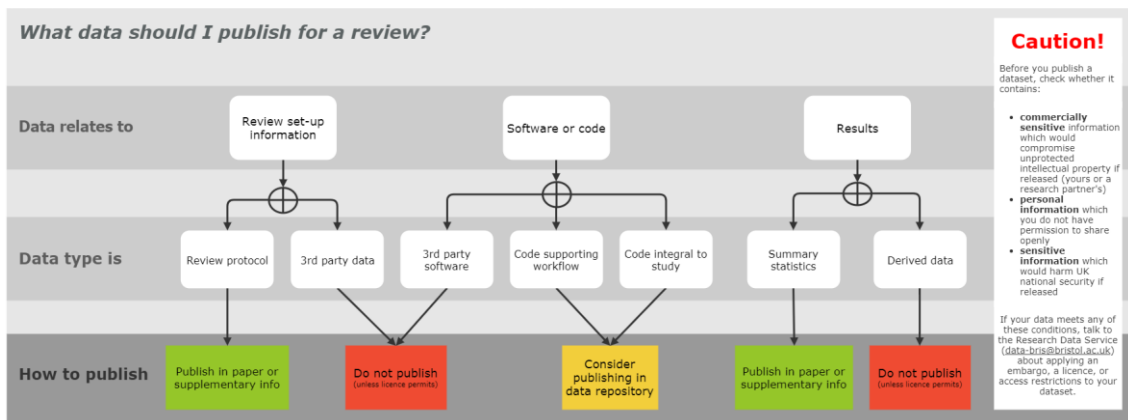 What data should I publish for a review?
Data relates to
Review set-up
information
Software or code
Results
Data type is
Review protocol
3rd party data
3rd party
software
Code supporting
workflow
Code integral to
study
Summary
statistics
Derived data
How to publish
Publish in paper or
supplementary info
Do not publish
(unless licence permits)
Consider
publishing in
data repository
Publish in paper or
supplementary info
Do not publish
(unless licence permits)
Caution!
Before you publish a
dataset, check whether it
contains:
• commercially
sensitive information
which would
compromise
unprotected
intellectual property if
released (yours or a
research partner's)
• personal
information which
you do not have
permission to share
openly
• sensitive
information which
would harm UK
national security if
released
If your data meets any of
these conditions, talk to
the Research Data Service
(data-bris@bristol.ac.uk)
about applying an
embargo, a licence, or
access restrictions to your
dataset.